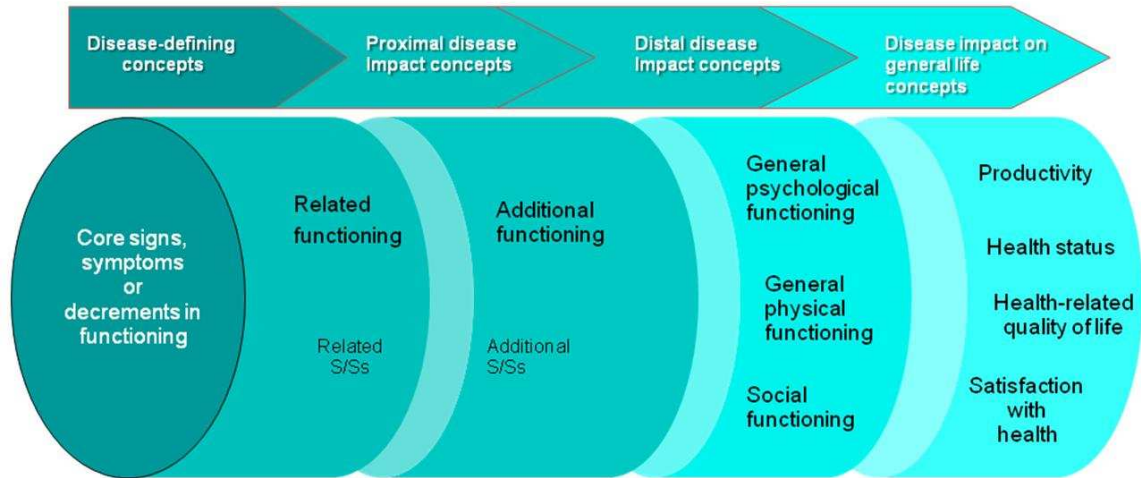 Disease-defining
concepts
Proximal disease
Impact concepts
Distal disease
Impact concepts
Disease impact on
general life
concepts
Core signs,
symptoms
or
decrements in
functioning
Related
functioning
Related
S/Ss
Additional
functioning
Additional
S/Ss
General
psychological
functioning
General
physical
functioning
Social
functioning
Productivity
Health status
Health-related
quality of life
Satisfaction
with
health